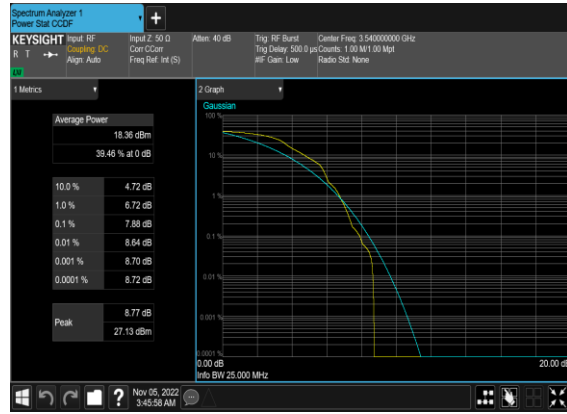 Spectrum Analyzer 1
Power Stat CCDF
KEYSIGHT
R T
Input: RF
Coupling: DC
Align: Auto
Input Z: 50 Ω
Corr CCorr
Freq Ref: Int (S)
Atten: 40 dB
Trig: RF Burst
Trig Delay: 500.0 µs
#IF Gain: Low
Center Freq: 3.540000000 GHz
Counts: 1.00 M/1.00 Mpt
Radio Std: None
1 Metrics
Average Power
18.36 dBm
39.46 % at 0 dB
10.0 % 4.72 dB
1.0 % 6.72 dB
0.1 % 7.88 dB
0.01 % 8.64 dB
0.001 % 8.70 dB
0.0001 % 8.72 dB
Peak
8.77 dB
27.13 dBm
2 Graph
Gaussian
100 %
10 %
1 %
0.1 %
0.01 %
0.001 %
0.0001 %
0.00 dB
20.00 dB
Info BW 25.000 MHz
Nov 05, 2022
3:45:58 AM